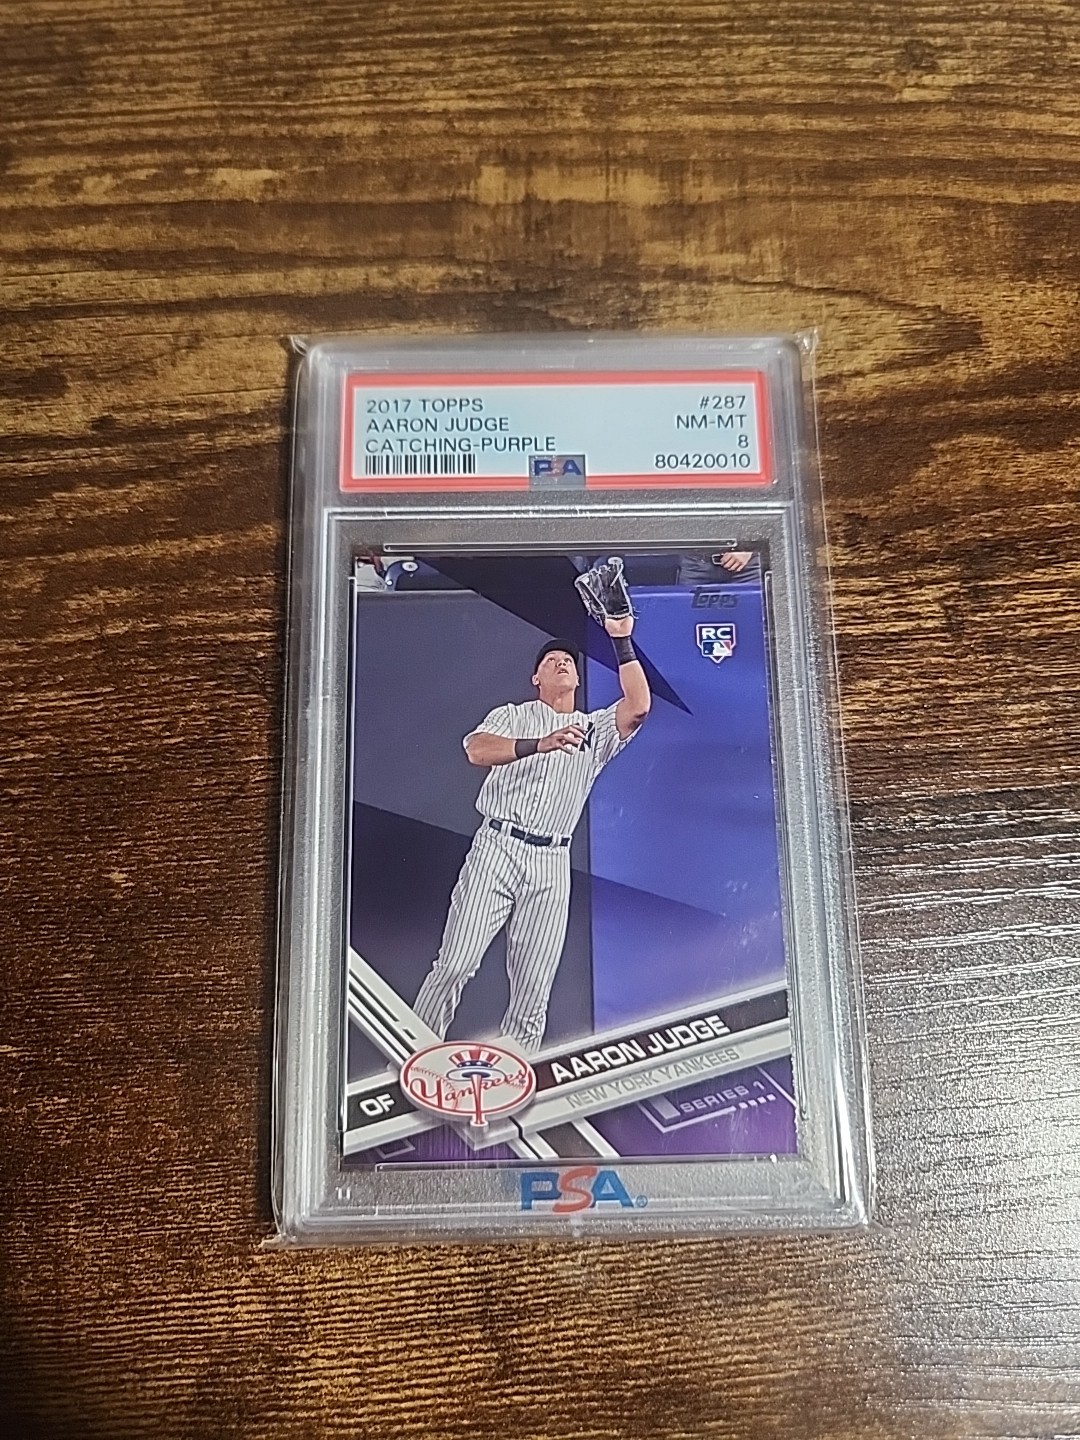 2017 TOPPS #287
AARON JUDGE NM-MT
CATCHING-PURPLE 8
PSA 80420010
Topps
RC
AARON JUDGE
NEW YORK YANKEES
OF Yankees
SERIES 1
PSA